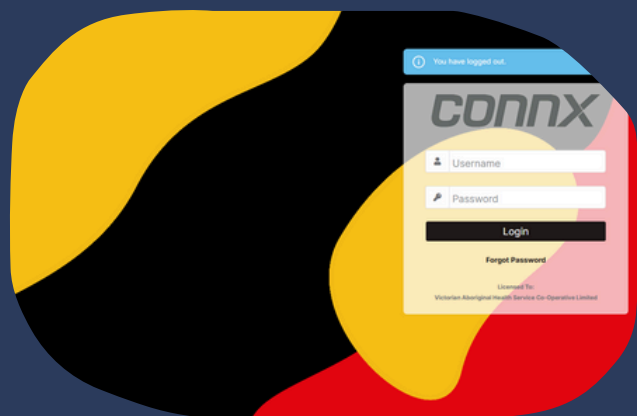 You have logged out.
connx
Username
Password
Login
Forgot Password
Licensed To:
Victorian Aboriginal Health Service Co-Operative Limited